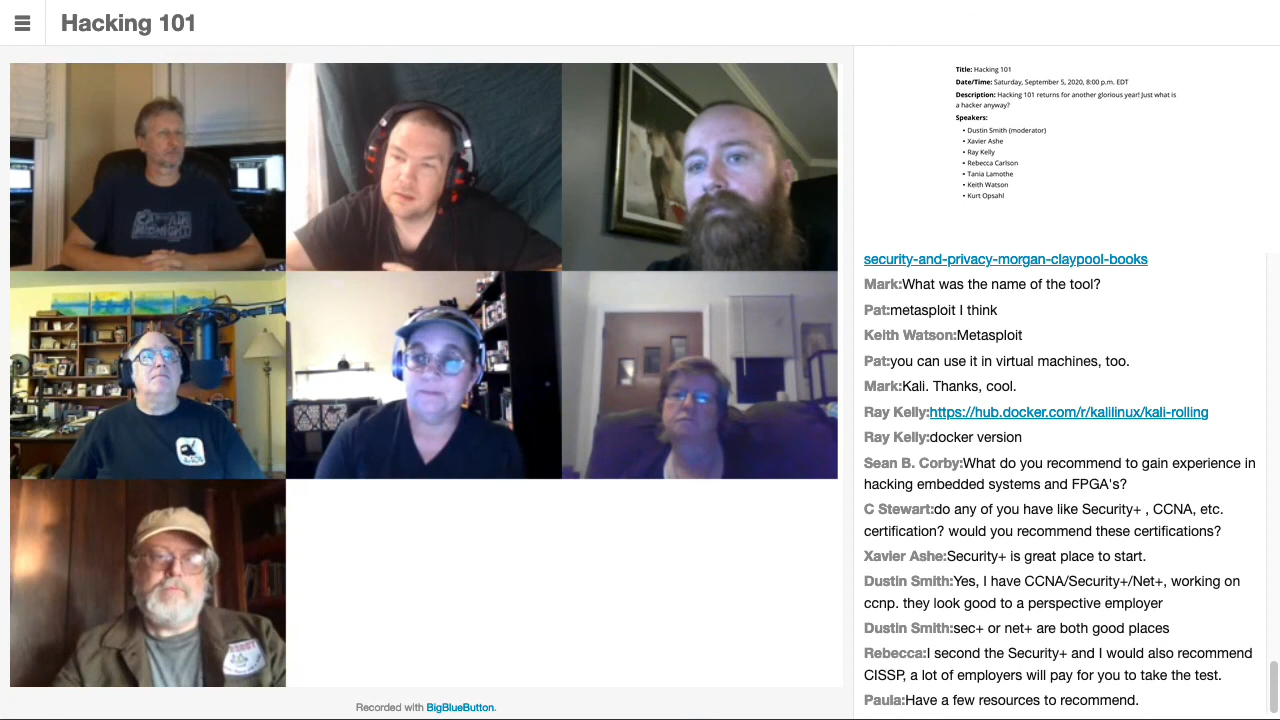 Hacking 101
Title: Hacking 101
Date/Time: Saturday, September 5, 2020, 8:00 p.m. EDT
Description: Hacking 101 returns for another glorious year! Just what is
a hacker anyway?
Speakers:
• Dustin Smith (moderator)
• Xavier Ashe
• Ray Kelly
• Rebecca Carlson
• Tania Lamothe
• Keith Watson
• Kurt Opsahl
security-and-privacy-morgan-claypool-books
Mark:What was the name of the tool?
Pat:metasploit I think
Keith Watson:Metasploit
Pat:you can use it in virtual machines, too.
Mark:Kali. Thanks, cool.
Ray Kelly:https://hub.docker.com/r/kalilinux/kali-rolling
Ray Kelly:docker version
Sean B. Corby:What do you recommend to gain experience in
hacking embedded systems and FPGA's?
C Stewart:do any of you have like Security+ , CCNA, etc.
certification? would you recommend these certifications?
Xavier Ashe:Security+ is great place to start.
Dustin Smith:Yes, I have CCNA/Security+/Net+, working on
ccnp. they look good to a perspective employer
Dustin Smith:sec+ or net+ are both good places
Rebecca:I second the Security+ and I would also recommend
CISSP, a lot of employers will pay for you to take the test.
Paula:Have a few resources to recommend.
Recorded with BigBlueButton.